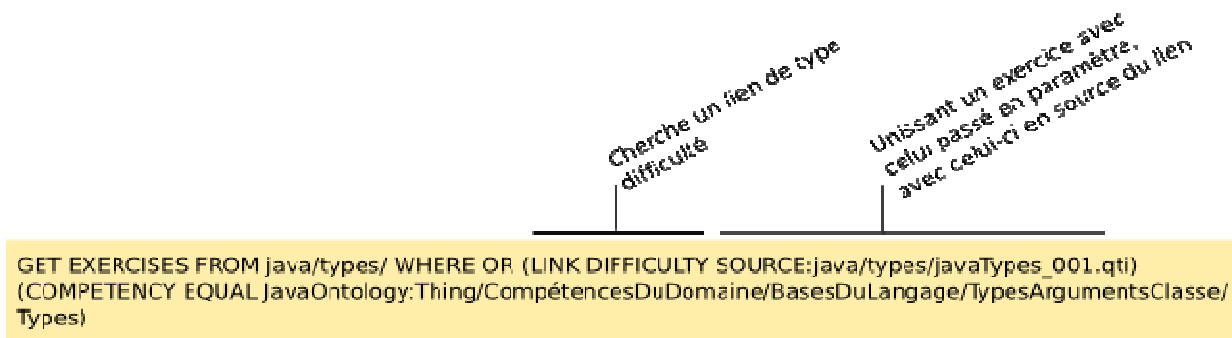 Cherche un lien de type
difficulté
Unissant un exercice avec
celui passé en paramètre,
avec celui-ci en source du lien
GET EXERCISES FROM java/types/ WHERE OR (LINK DIFFICULTY SOURCE:java/types/javaTypes_001.qti)
(COMPETENCY EQUAL JavaOntology:Thing/CompétencesDuDomaine/BasesDuLangage/TypesArgumentsClasse/
Types)